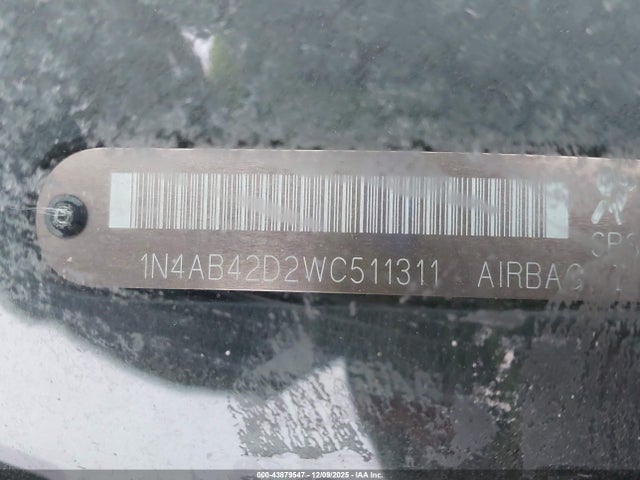 1N4AB42D2WC511311 AIRBAG
000-43879547 - 12/09/2025 - IAA Inc.